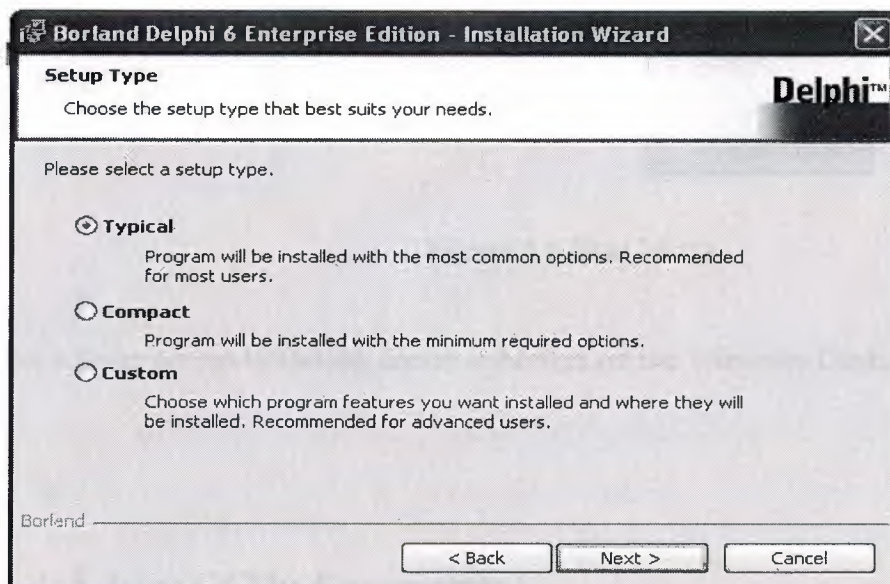 Borland Delphi 6 Enterprise Edition - Installation Wizard
Setup Type
Choose the setup type that best suits your needs.
Delphi™
Please select a setup type.
Typical
Program will be installed with the most common options. Recommended
for most users.
Compact
Program will be installed with the minimum required options.
Custom
Choose which program features you want installed and where they will
be installed. Recommended for advanced users.
Borland
< Back
Next >
Cancel